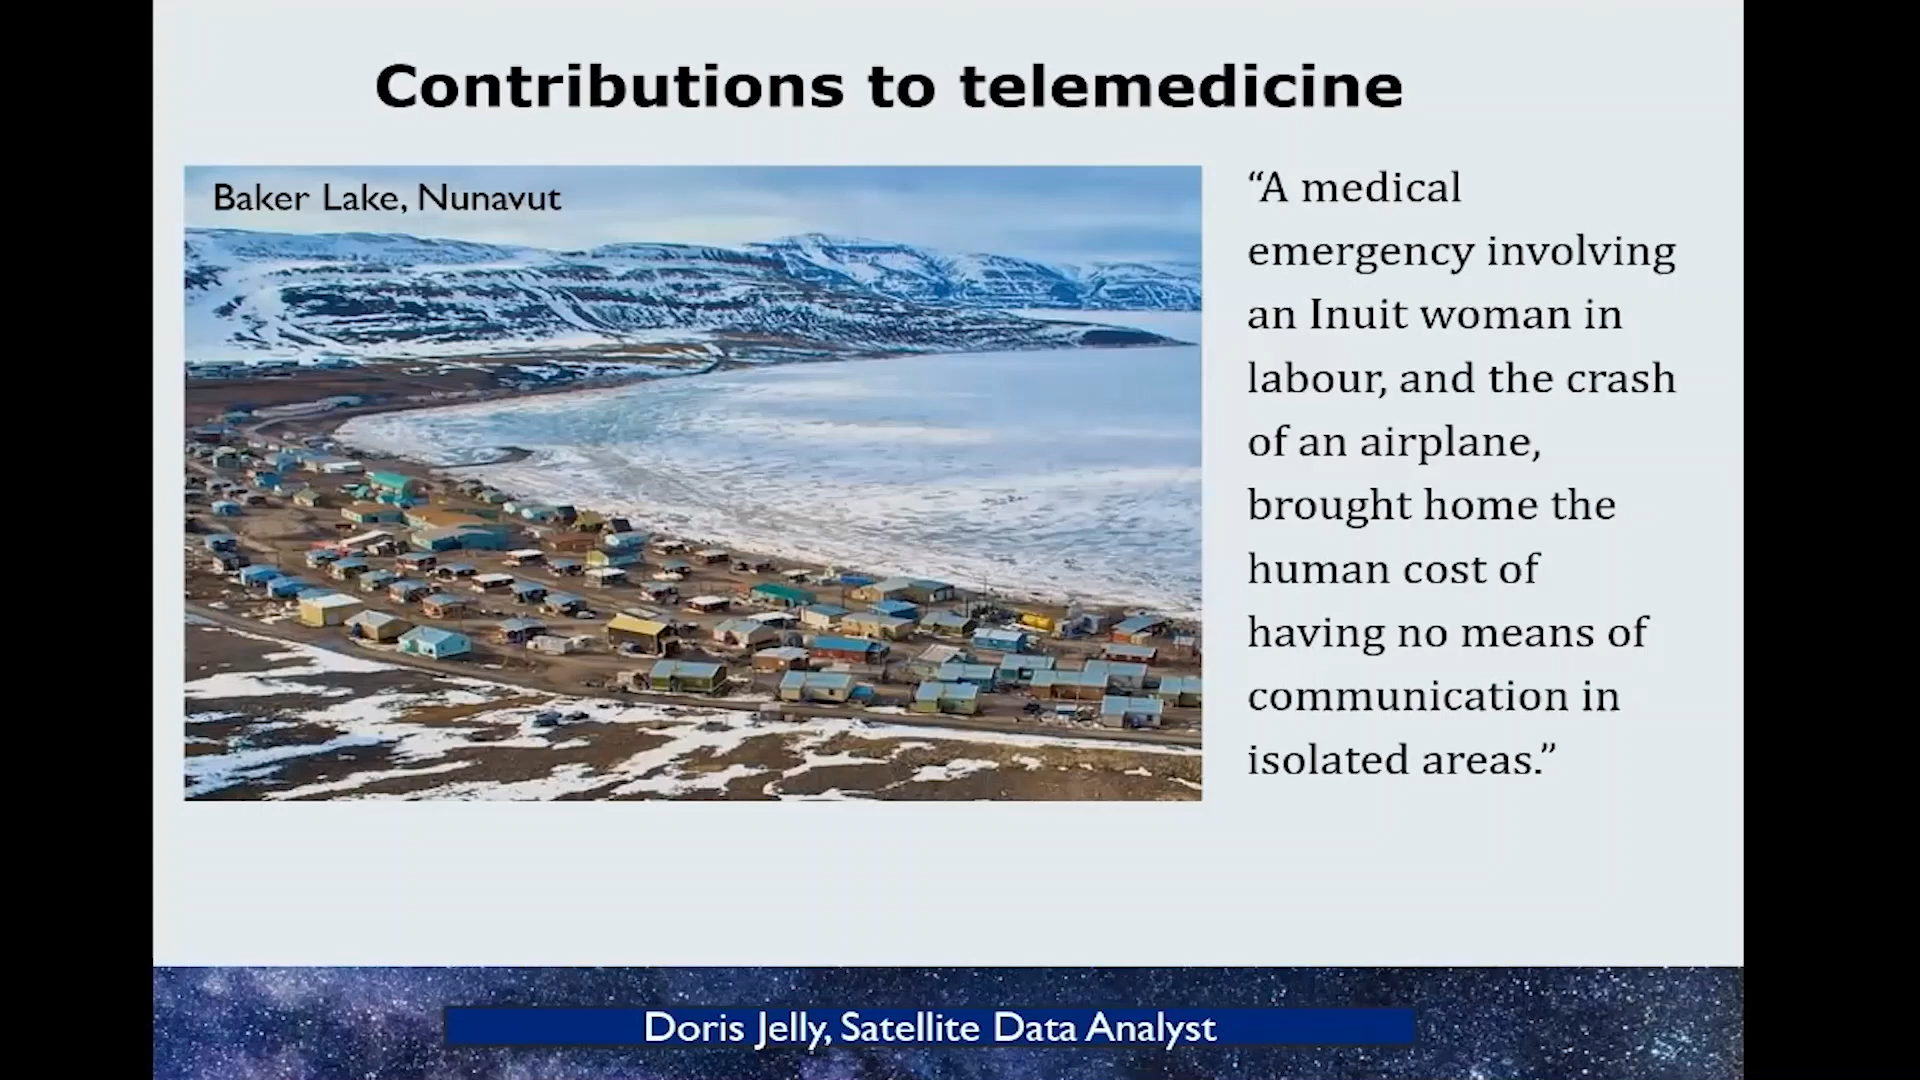 Contributions to telemedicine
Baker Lake, Nunavut
“A medical
emergency involving
an Inuit woman in
labour, and the crash
of an airplane,
brought home the
human cost of
having no means of
communication in
isolated areas.”
Doris Jelly, Satellite Data Analyst